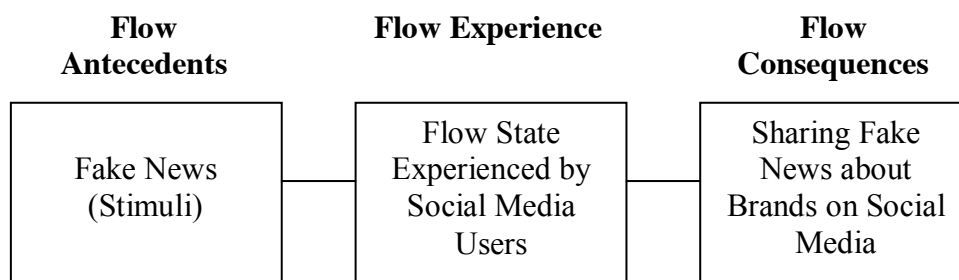 Flow
Antecedents
Flow Experience
Flow
Consequences
Fake News
(Stimuli)
Flow State
Experienced by
Social Media
Users
Sharing Fake
News about
Brands on Social
Media